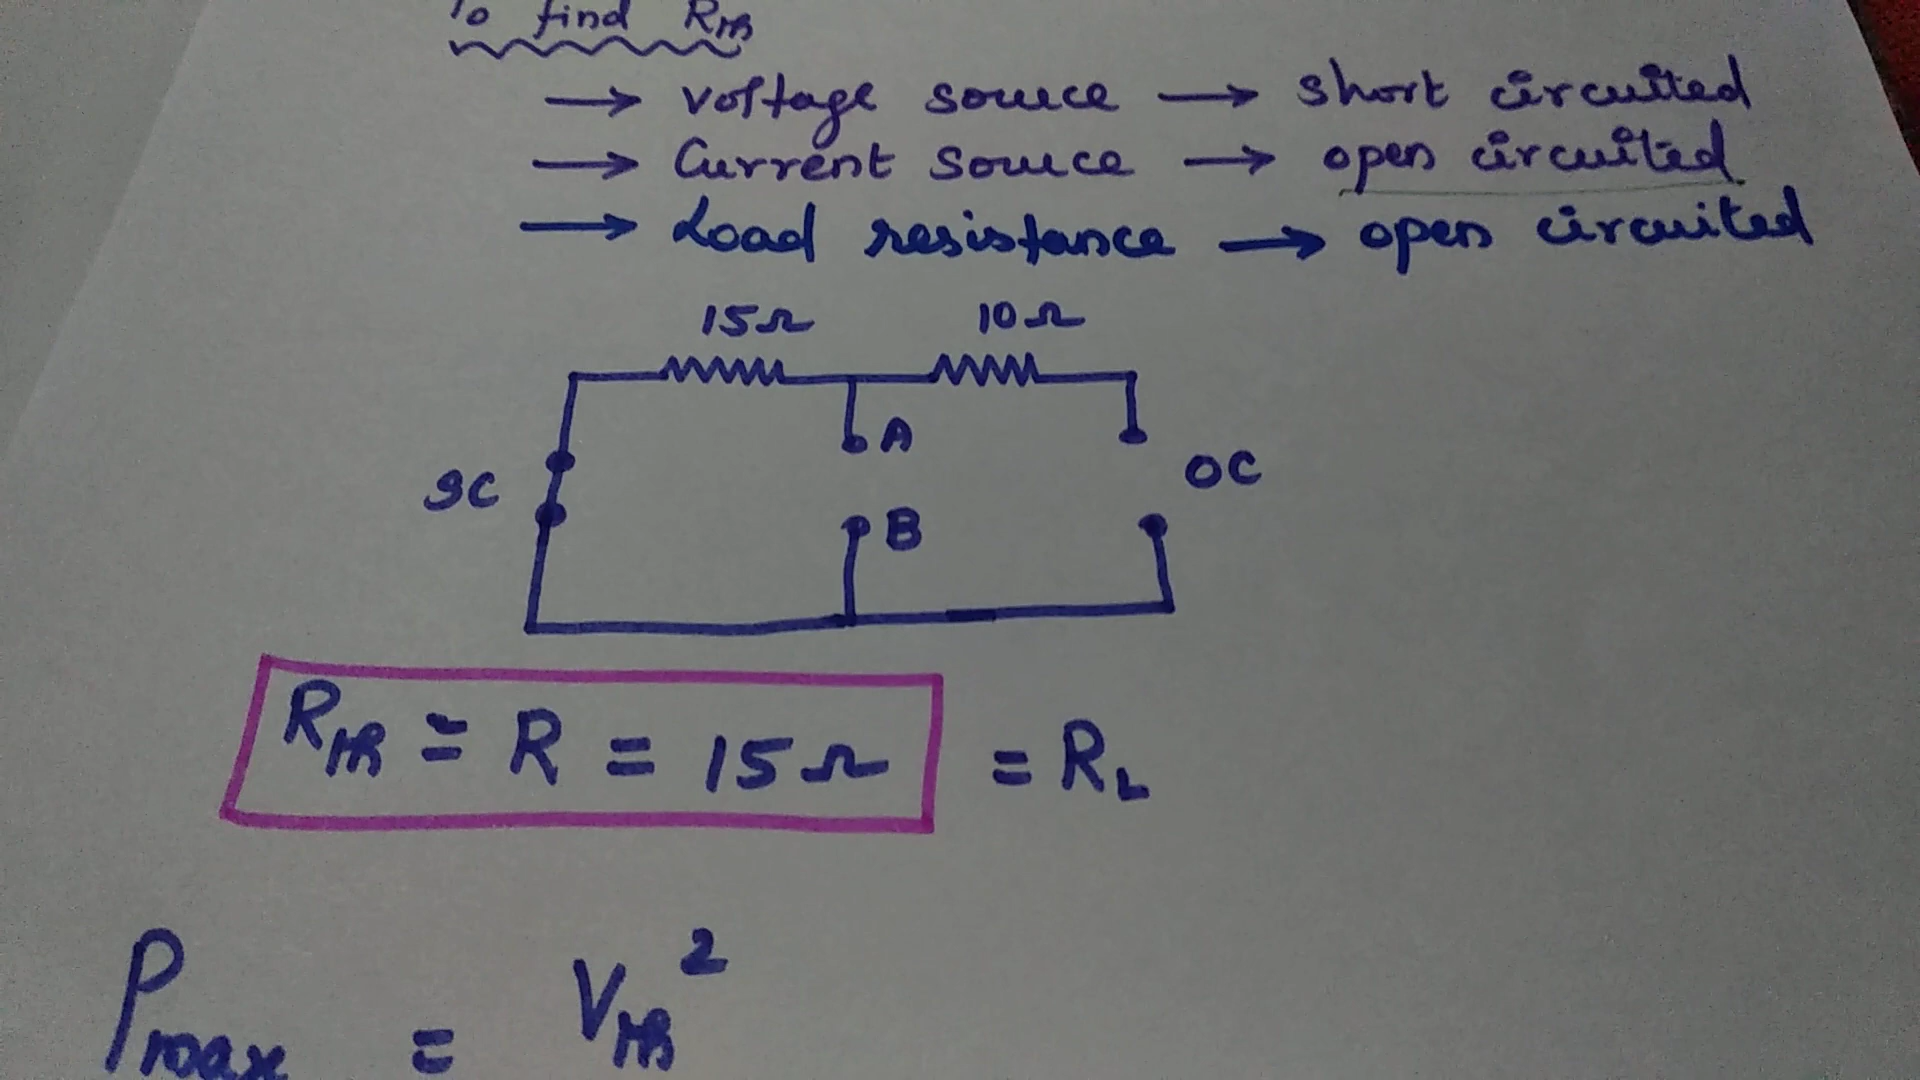 To find Rth
→ voltage source → short circuited
→ Current source → open circuited
→ Load resistance → open circuited
15Ω 10Ω
A
SC OC
B
Rth = R = 15Ω = RL
Pmax = Vth²